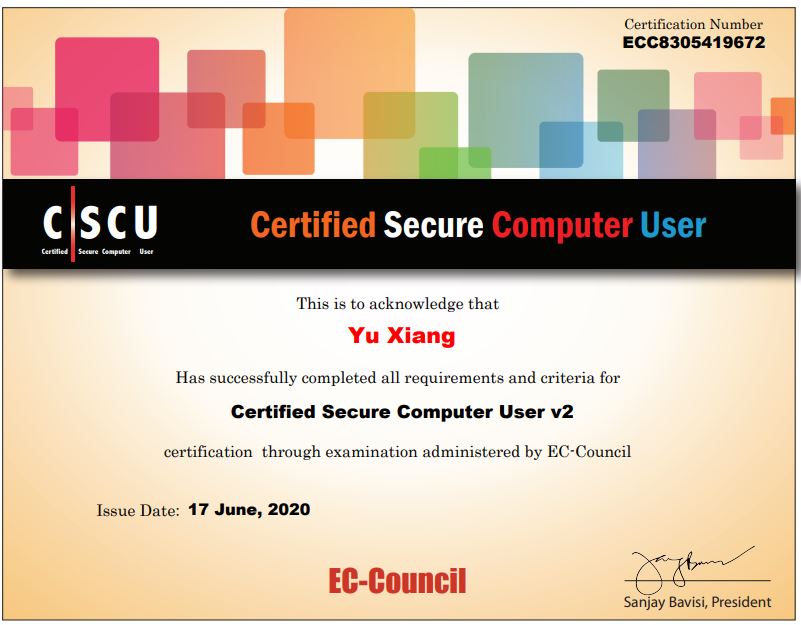 Certification Number
ECC8305419672
CSCU
Certified Secure Computer User
Certified Secure Computer User
This is to acknowledge that
Yu Xiang
Has successfully completed all requirements and criteria for
Certified Secure Computer User v2
certification through examination administered by EC-Council
Issue Date: 17 June, 2020
EC-Council
Sanjay Bavisi, President